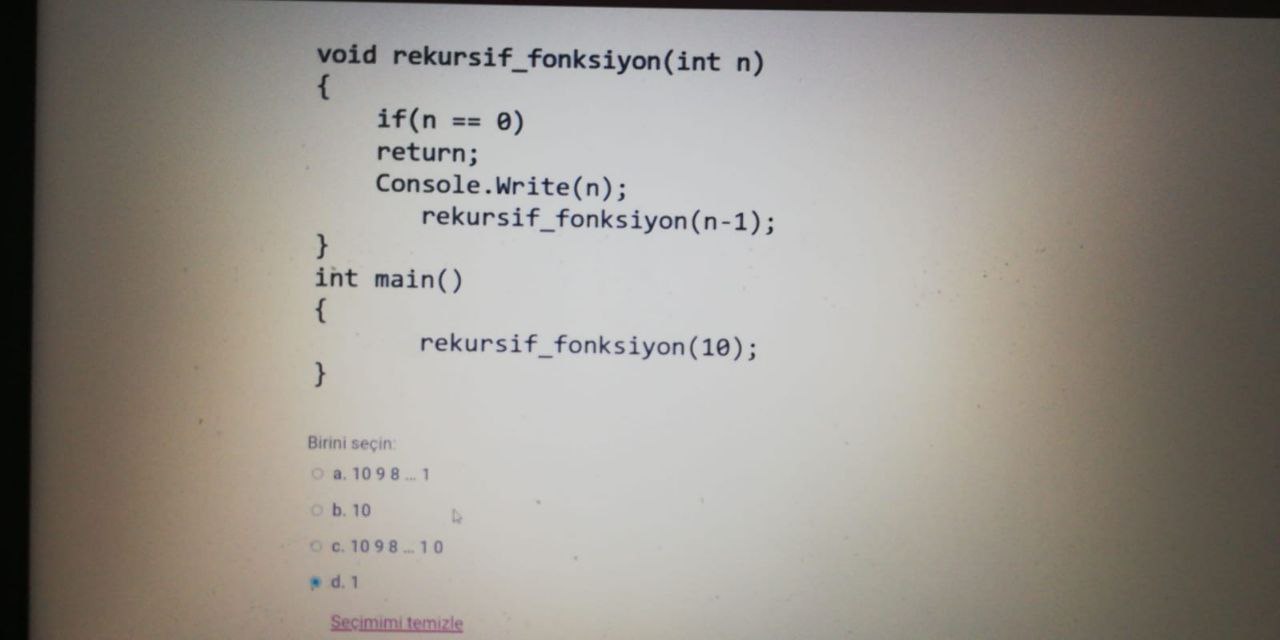 void rekursif_fonksiyon(int n)
{
if(n == 0)
return;
Console.Write(n);
rekursif_fonksiyon(n-1);
}
int main()
{
rekursif_fonksiyon(10);
}
Birini seçin:
a. 10 9 8 ... 1
b. 10
c. 10 9 8 ... 1 0
d. 1
Seçimimi temizle